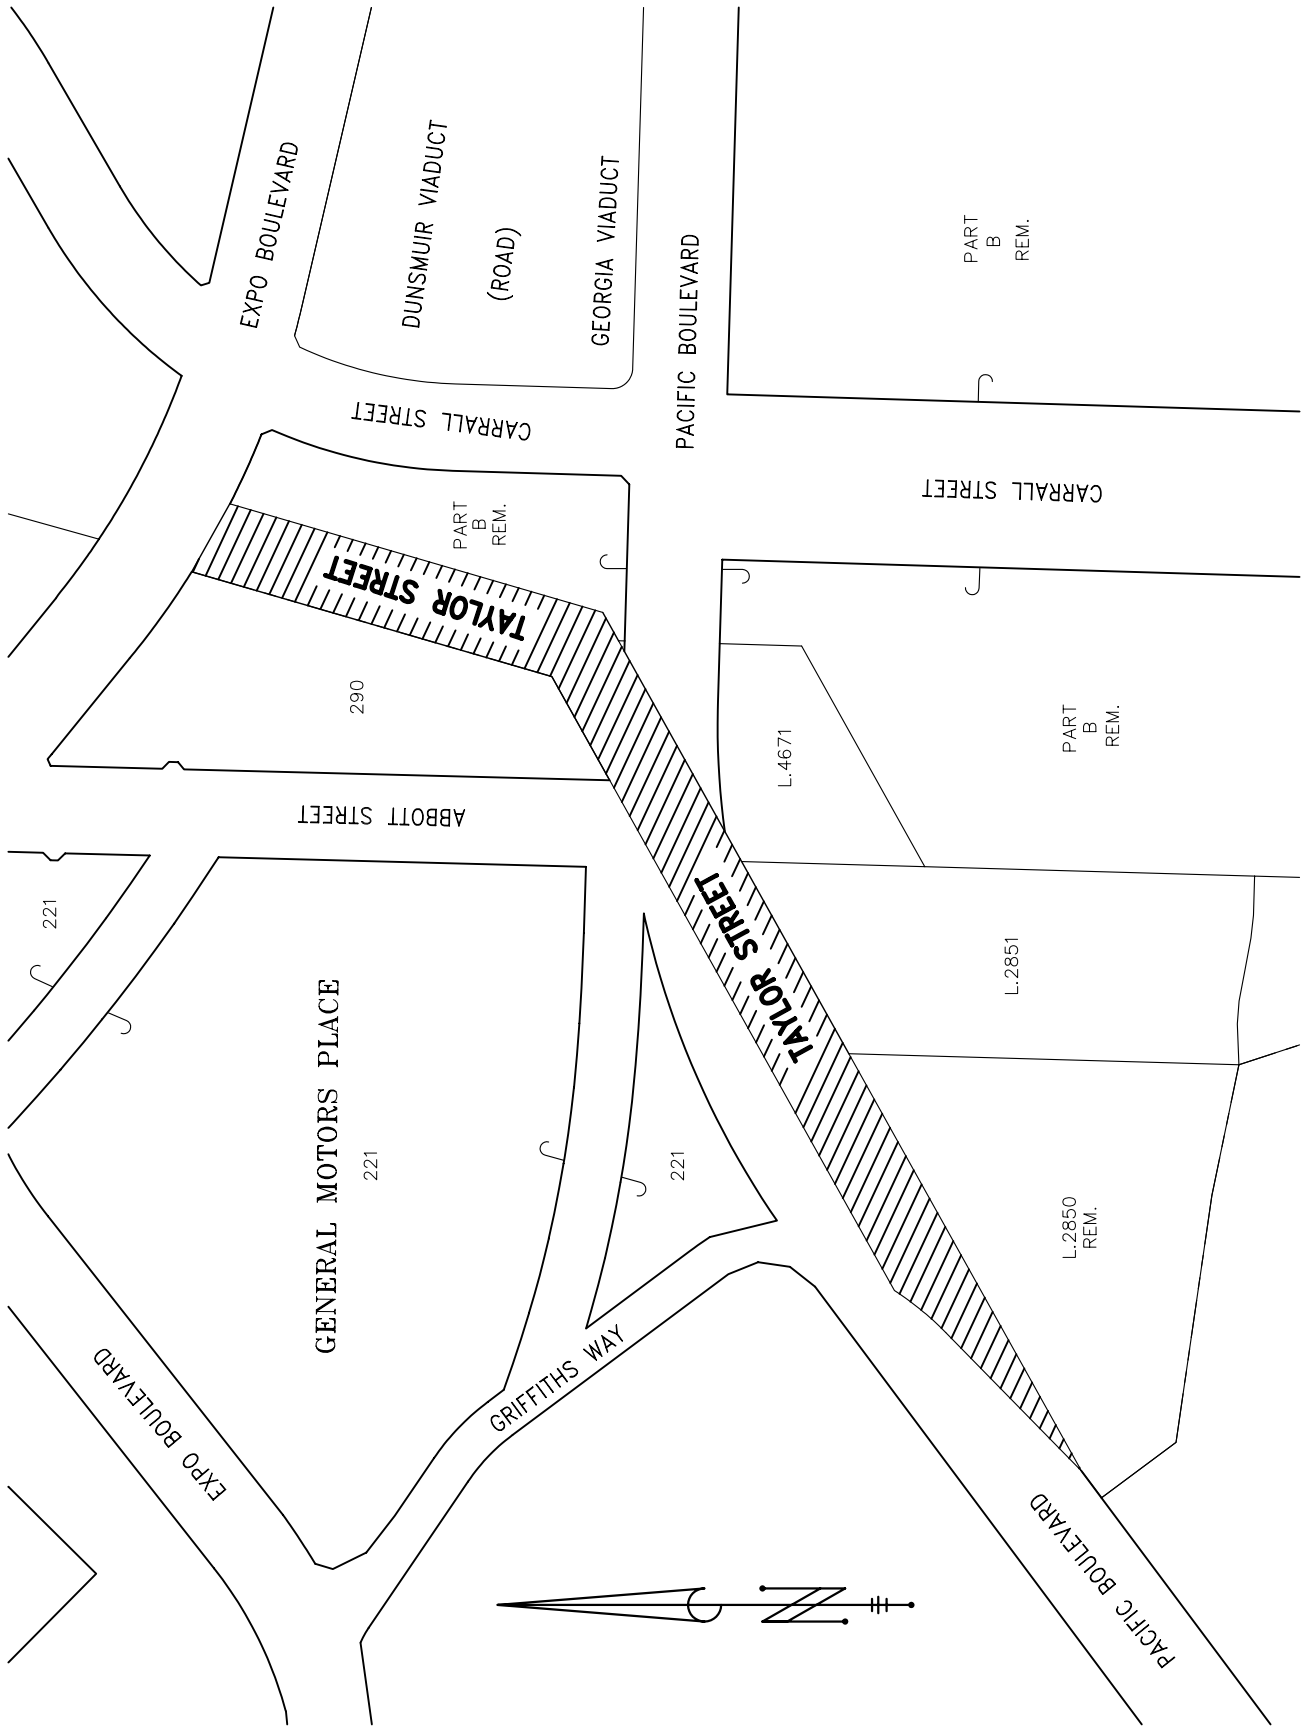 EXPO BOULEVARD
DUNSMUIR VIADUCT
(ROAD)
GEORGIA VIADUCT
PACIFIC BOULEVARD
PART
B
REM.
CARRALL STREET
CARRALL STREET
PART
B
REM.
TAYLOR STREET
290
L.4671
PART
B
REM.
ABBOTT STREET
221
TAYLOR STREET
L.2851
GENERAL MOTORS PLACE
221
221
L.2850
REM.
EXPO BOULEVARD
GRIFFITHS WAY
PACIFIC BOULEVARD
N